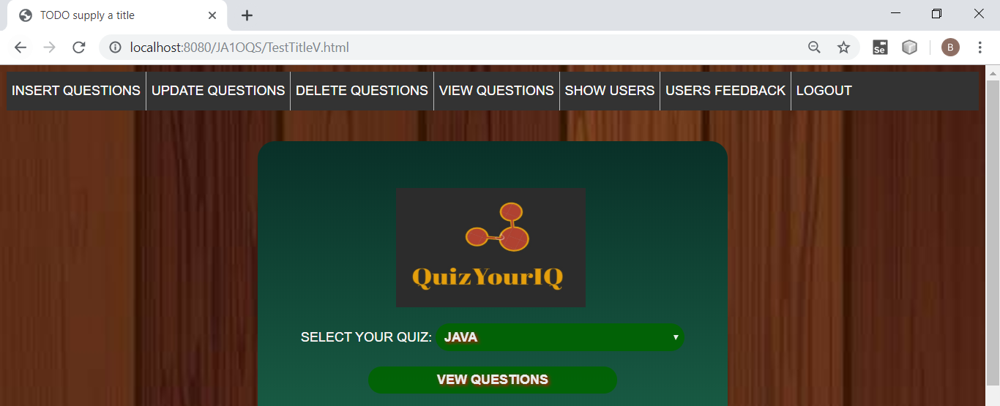 TODO supply a title
localhost:8080/JA1OQS/TestTitleV.html
Se
B
INSERT QUESTIONS UPDATE QUESTIONS DELETE QUESTIONS VIEW QUESTIONS SHOW USERS USERS FEEDBACK LOGOUT
QuizYourIQ
SELECT YOUR QUIZ: JAVA
VEW QUESTIONS